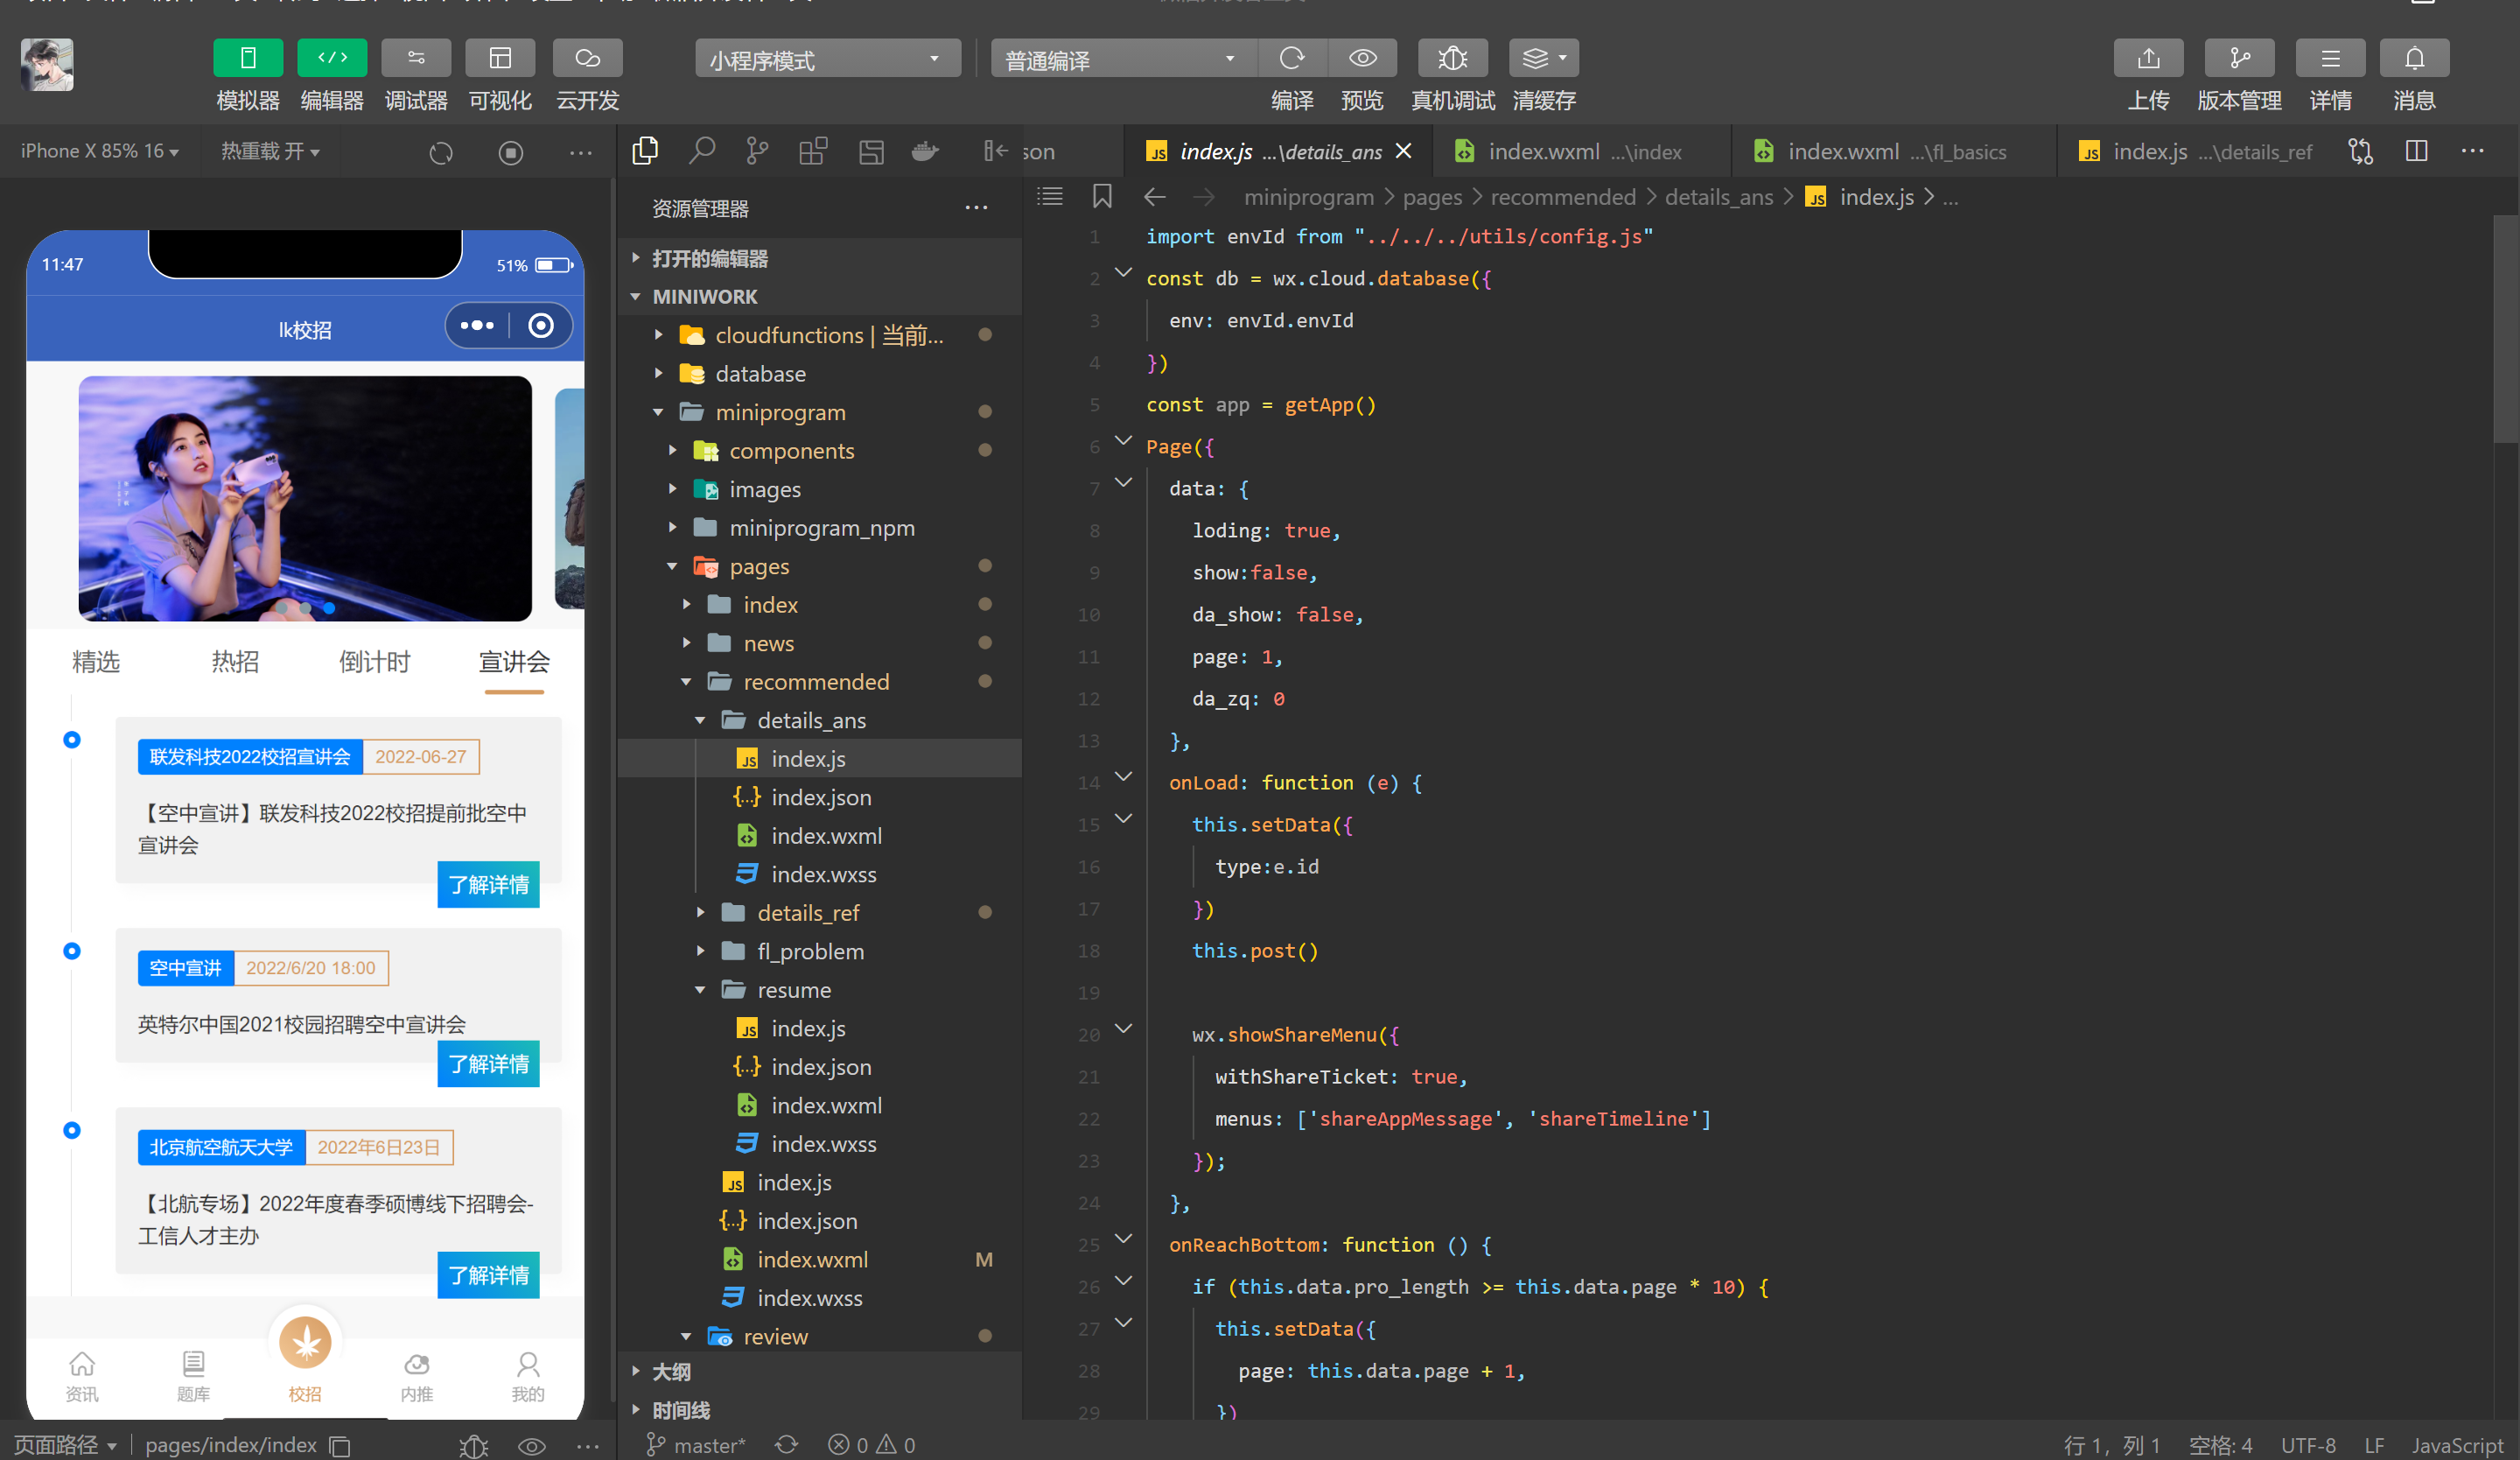 模拟器
编辑器
调试器
可视化
云开发
小程序模式
普通编译
编译
预览
真机调试
清缓存
上传
版本管理
详情
消息
iPhone X 85% 16
热重载 开
son
JS index.js ...\details_ans
index.wxml ...\index
index.wxml ...\fl_basics
JS index.js ...\details_ref
miniprogram > pages > recommended > details_ans > JS index.js > ...
11:47
51%
lk校招
精选
热招
倒计时
宣讲会
联发科技2022校招宣讲会
2022-06-27
【空中宣讲】联发科技2022校招提前批空中
宣讲会
了解详情
空中宣讲
2022/6/20 18:00
英特尔中国2021校园招聘空中宣讲会
了解详情
北京航空航天大学
2022年6日23日
【北航专场】2022年度春季硕博线下招聘会-
工信人才主办
了解详情
资讯
题库
校招
内推
我的
页面路径
pages/index/index
资源管理器
打开的编辑器
MINIWORK
cloudfunctions | 当前...
database
miniprogram
components
images
miniprogram_npm
pages
index
news
recommended
details_ans
JS index.js
{..} index.json
index.wxml
index.wxss
details_ref
fl_problem
resume
JS index.js
{..} index.json
index.wxml
index.wxss
JS index.js
{..} index.json
index.wxml M
index.wxss
review
大纲
时间线
master*
0
0
1 import envId from "../../../utils/config.js"
2 const db = wx.cloud.database({
3 env: envId.envId
4 })
5 const app = getApp()
6 Page({
7 data: {
8 loding: true,
9 show:false,
10 da_show: false,
11 page: 1,
12 da_zq: 0
13 },
14 onLoad: function (e) {
15 this.setData({
16 type:e.id
17 })
18 this.post()
19
20 wx.showShareMenu({
21 withShareTicket: true,
22 menus: ['shareAppMessage', 'shareTimeline']
23 });
24 },
25 onReachBottom: function () {
26 if (this.data.pro_length >= this.data.page * 10) {
27 this.setData({
28 page: this.data.page + 1,
29 })
行 1，列 1
空格: 4
UTF-8
LF
JavaScript